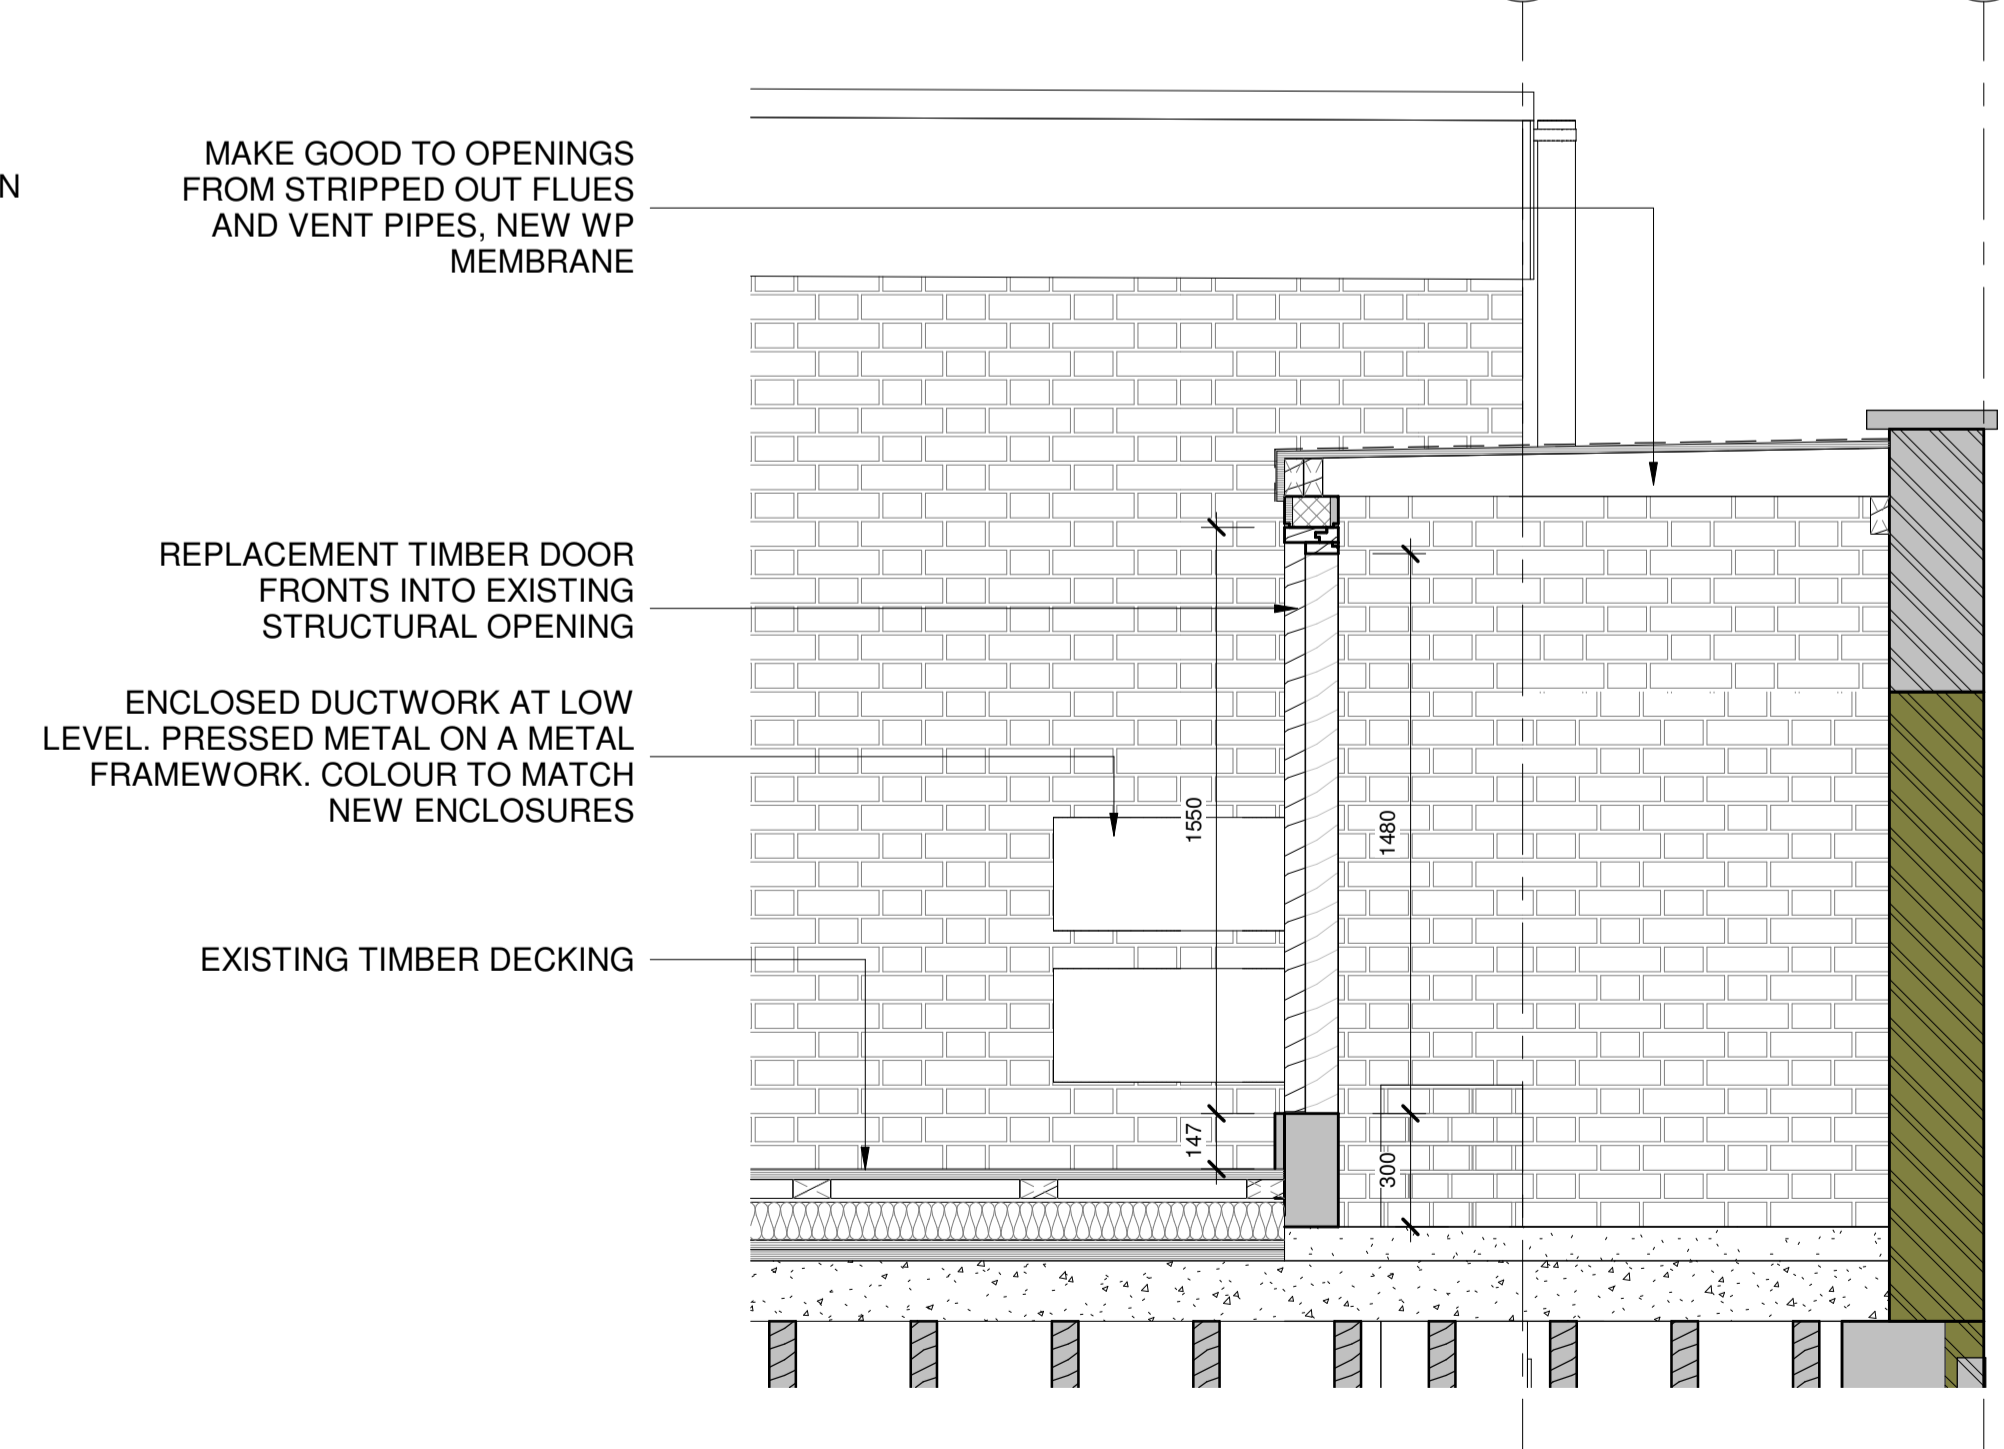 N
MAKE GOOD TO OPENINGS
FROM STRIPPED OUT FLUES
AND VENT PIPES, NEW WP
MEMBRANE
REPLACEMENT TIMBER DOOR
FRONTS INTO EXISTING
STRUCTURAL OPENING
ENCLOSED DUCTWORK AT LOW
LEVEL. PRESSED METAL ON A METAL
FRAMEWORK. COLOUR TO MATCH
NEW ENCLOSURES
EXISTING TIMBER DECKING
1550
1480
147
300